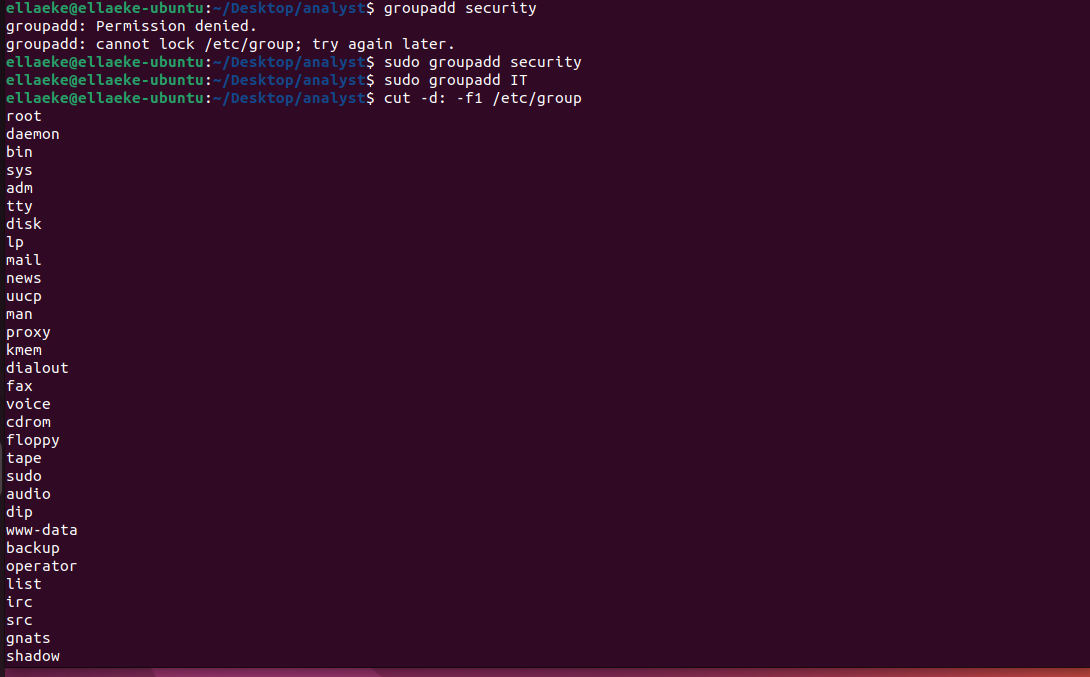 ellaeke@ellaeke-ubuntu:~/Desktop/analyst$ groupadd security
groupadd: Permission denied.
groupadd: cannot lock /etc/group; try again later.
ellaeke@ellaeke-ubuntu:~/Desktop/analyst$ sudo groupadd security
ellaeke@ellaeke-ubuntu:~/Desktop/analyst$ sudo groupadd IT
ellaeke@ellaeke-ubuntu:~/Desktop/analyst$ cut -d: -f1 /etc/group
root
daemon
bin
sys
adm
tty
disk
lp
mail
news
uucp
man
proxy
kmem
dialout
fax
voice
cdrom
floppy
tape
sudo
audio
dip
www-data
backup
operator
list
irc
src
gnats
shadow